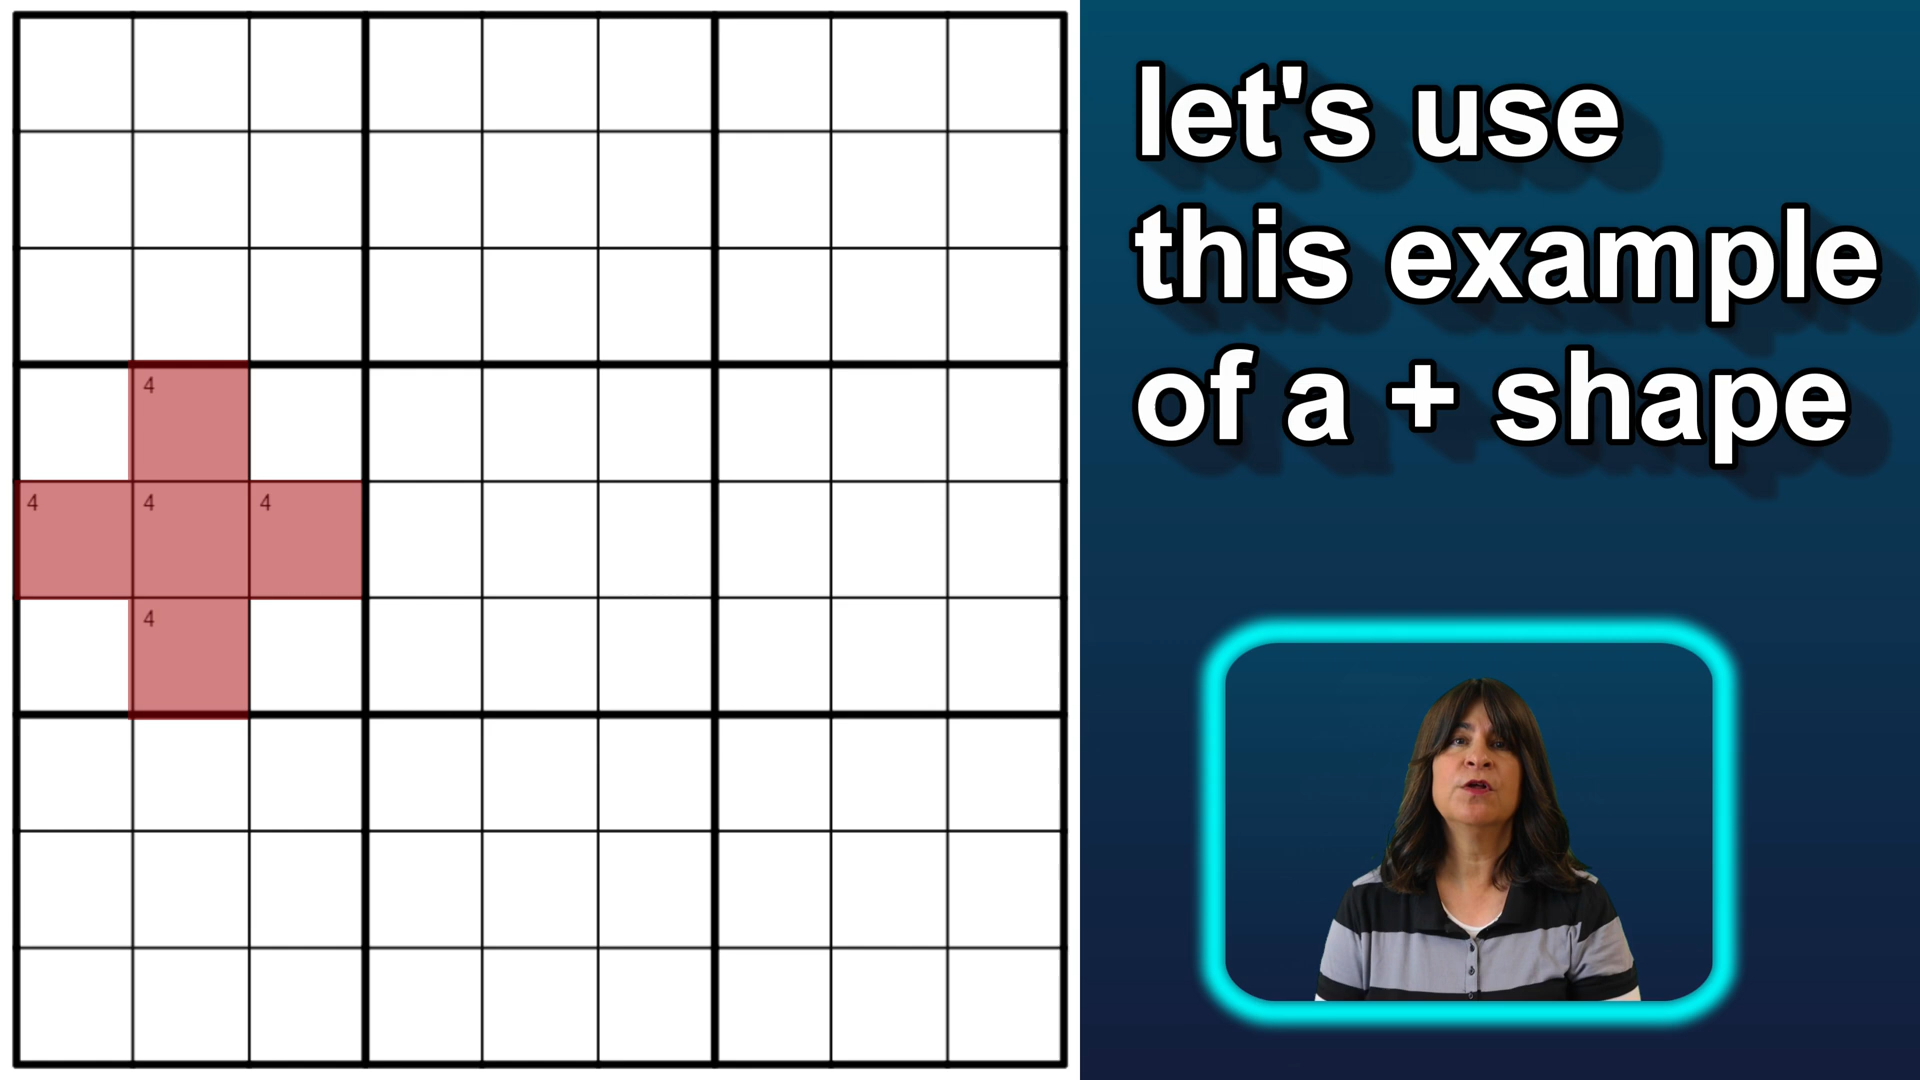 let's use
this example
of a + shape
4
4 4 4
4